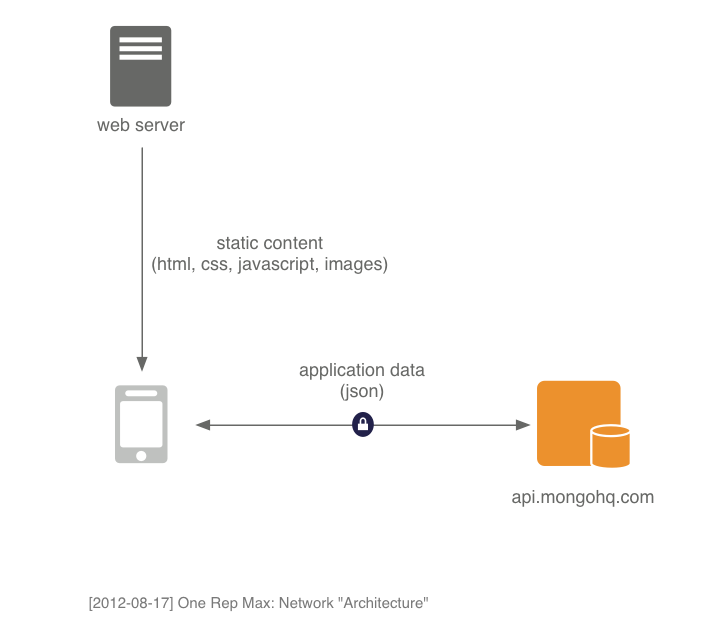 web server
static content
(html, css, javascript, images)
application data
(json)
api.mongohq.com
[2012-08-17] One Rep Max: Network "Architecture"